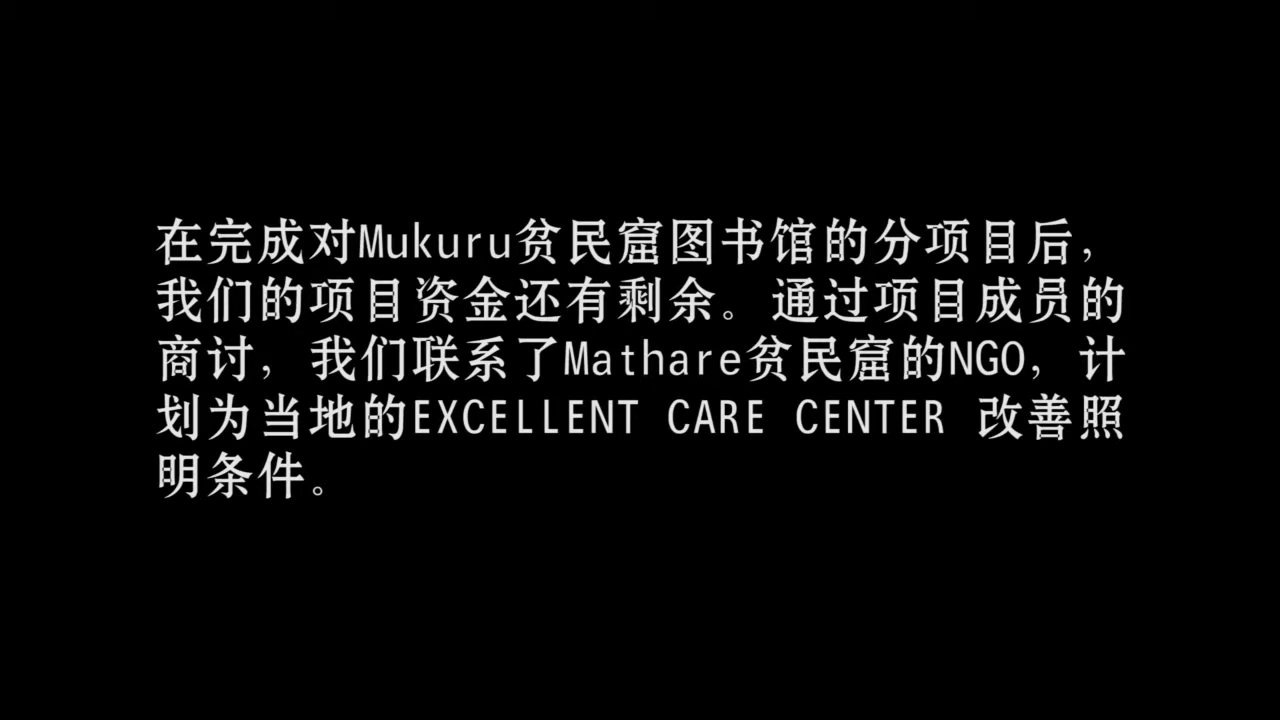 在完成对Mukuru贫民窟图书馆的分项目后，
我们的项目资金还有剩余。通过项目成员的
商讨，我们联系了Mathare贫民窟的NGO，计
划为当地的EXCELLENT CARE CENTER 改善照
明条件。